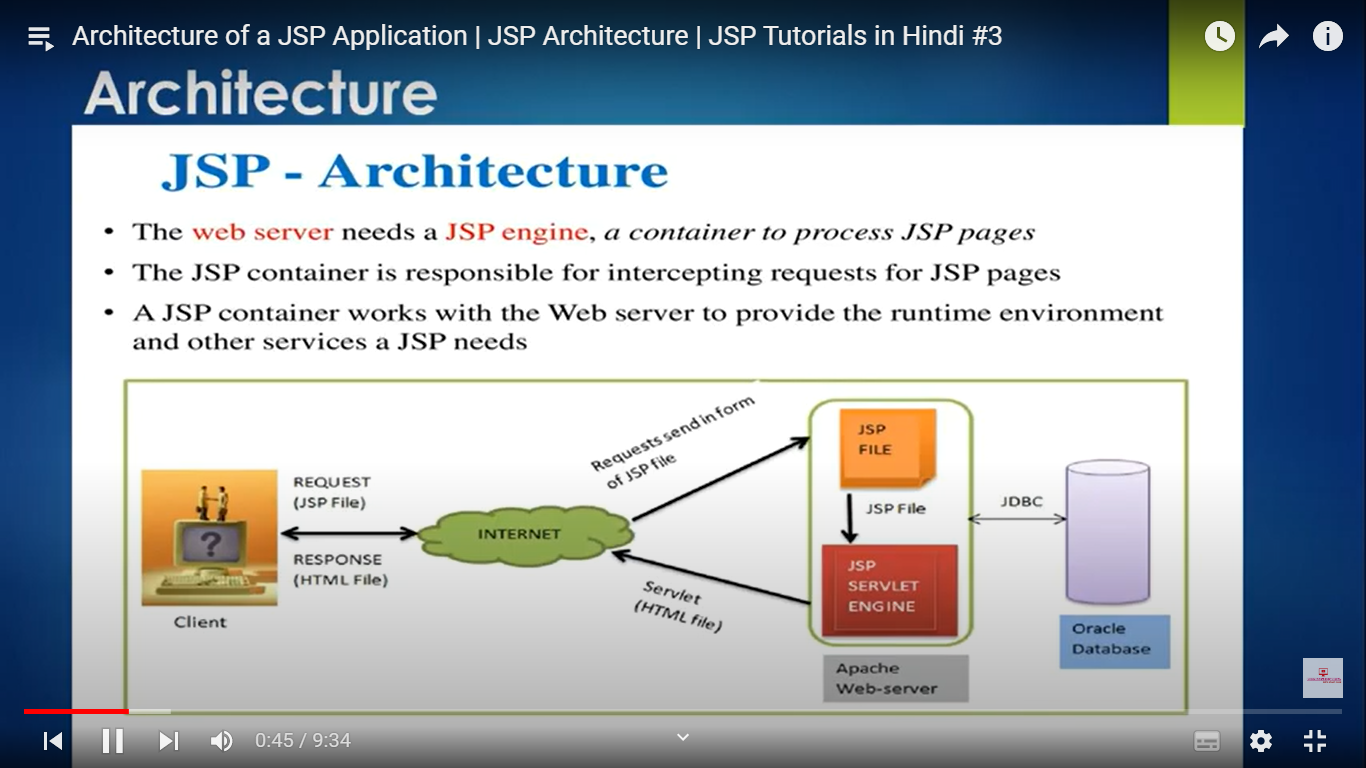 Architecture of a JSP Application | JSP Architecture | JSP Tutorials in Hindi #3
Architecture
JSP - Architecture
• The web server needs a JSP engine, a container to process JSP pages
• The JSP container is responsible for intercepting requests for JSP pages
• A JSP container works with the Web server to provide the runtime environment
and other services a JSP needs
REQUEST
(JSP File)
RESPONSE
(HTML File)
?
Client
INTERNET
Requests send in form
of JSP file
Servlet
(HTML file)
JSP
FILE
JSP File
JSP
SERVLET
ENGINE
Apache
Web-server
JDBC
Oracle
Database
0:45 / 9:34